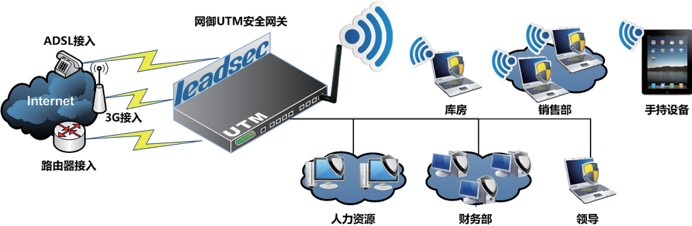 网御UTM安全网关
ADSL接入
Internet
3G接入
路由器接入
leadsec
UTM
库房
销售部
手持设备
人力资源
财务部
领导